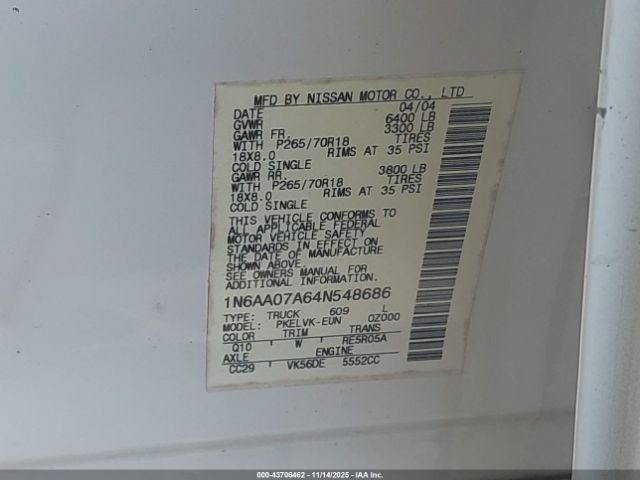 MFD BY NISSAN MOTOR CO., LTD
DATE 04/04
GVWR 6400 LB
GAWR FR. 3300 LB
WITH P265/70R18 TIRES
18X8.0 RIMS AT 35 PSI
COLD SINGLE
GAWR RR. 3800 LB
WITH P265/70R18 TIRES
18X8.0 RIMS AT 35 PSI
COLD SINGLE
THIS VEHICLE CONFORMS TO
ALL APPLICABLE FEDERAL
MOTOR VEHICLE SAFETY
STANDARDS IN EFFECT ON
THE DATE OF MANUFACTURE
SHOWN ABOVE.
SEE OWNERS MANUAL FOR
ADDITIONAL INFORMATION.
1N6AA07A64N548686
TYPE: TRUCK 609 L
MODEL: PKELVK-EUN 0Z000
COLOR TRIM TRANS
Q10 W RE5R05A
AXLE ENGINE
CC29 VK56DE 5552CC
000-43706462 - 11/14/2025 - IAA Inc.